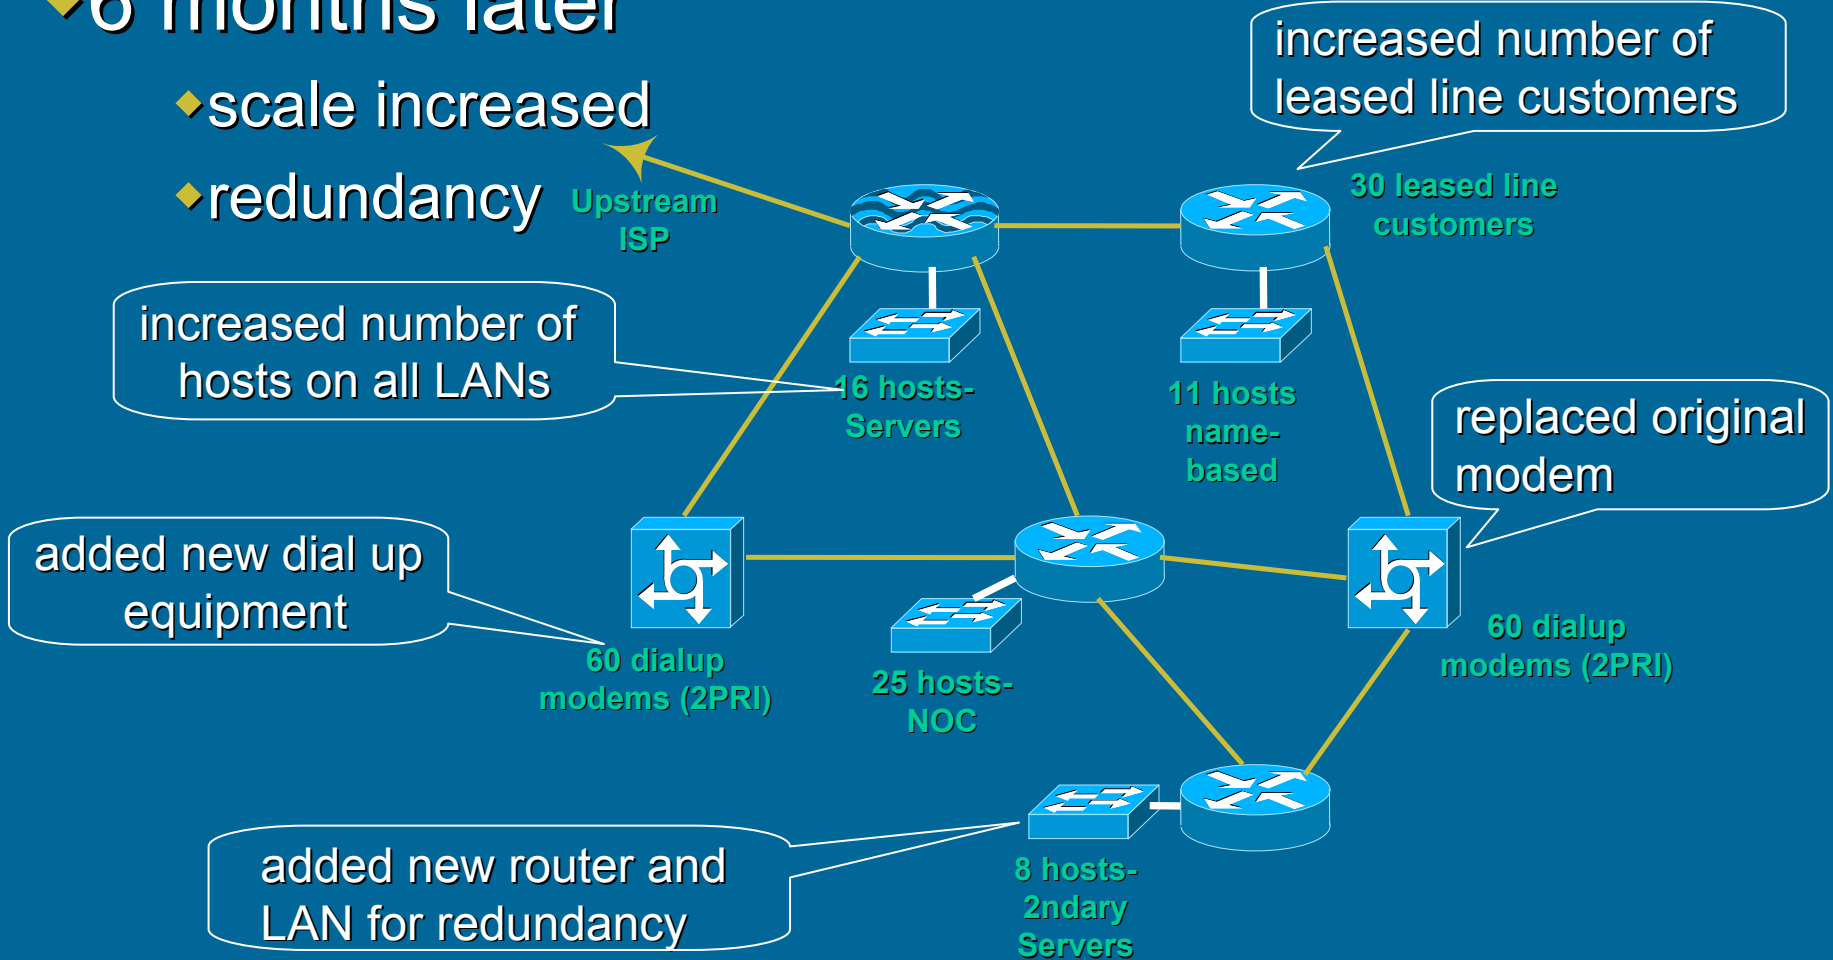 6 months later
scale increased
redundancy
increased number of
leased line customers
Upstream
ISP
30 leased line
customers
increased number of
hosts on all LANs
16 hosts-
Servers
11 hosts
name-
based
replaced original
modem
added new dial up
equipment
60 dialup
modems (2PRI)
25 hosts-
NOC
60 dialup
modems (2PRI)
added new router and
LAN for redundancy
8 hosts-
2ndary
Servers